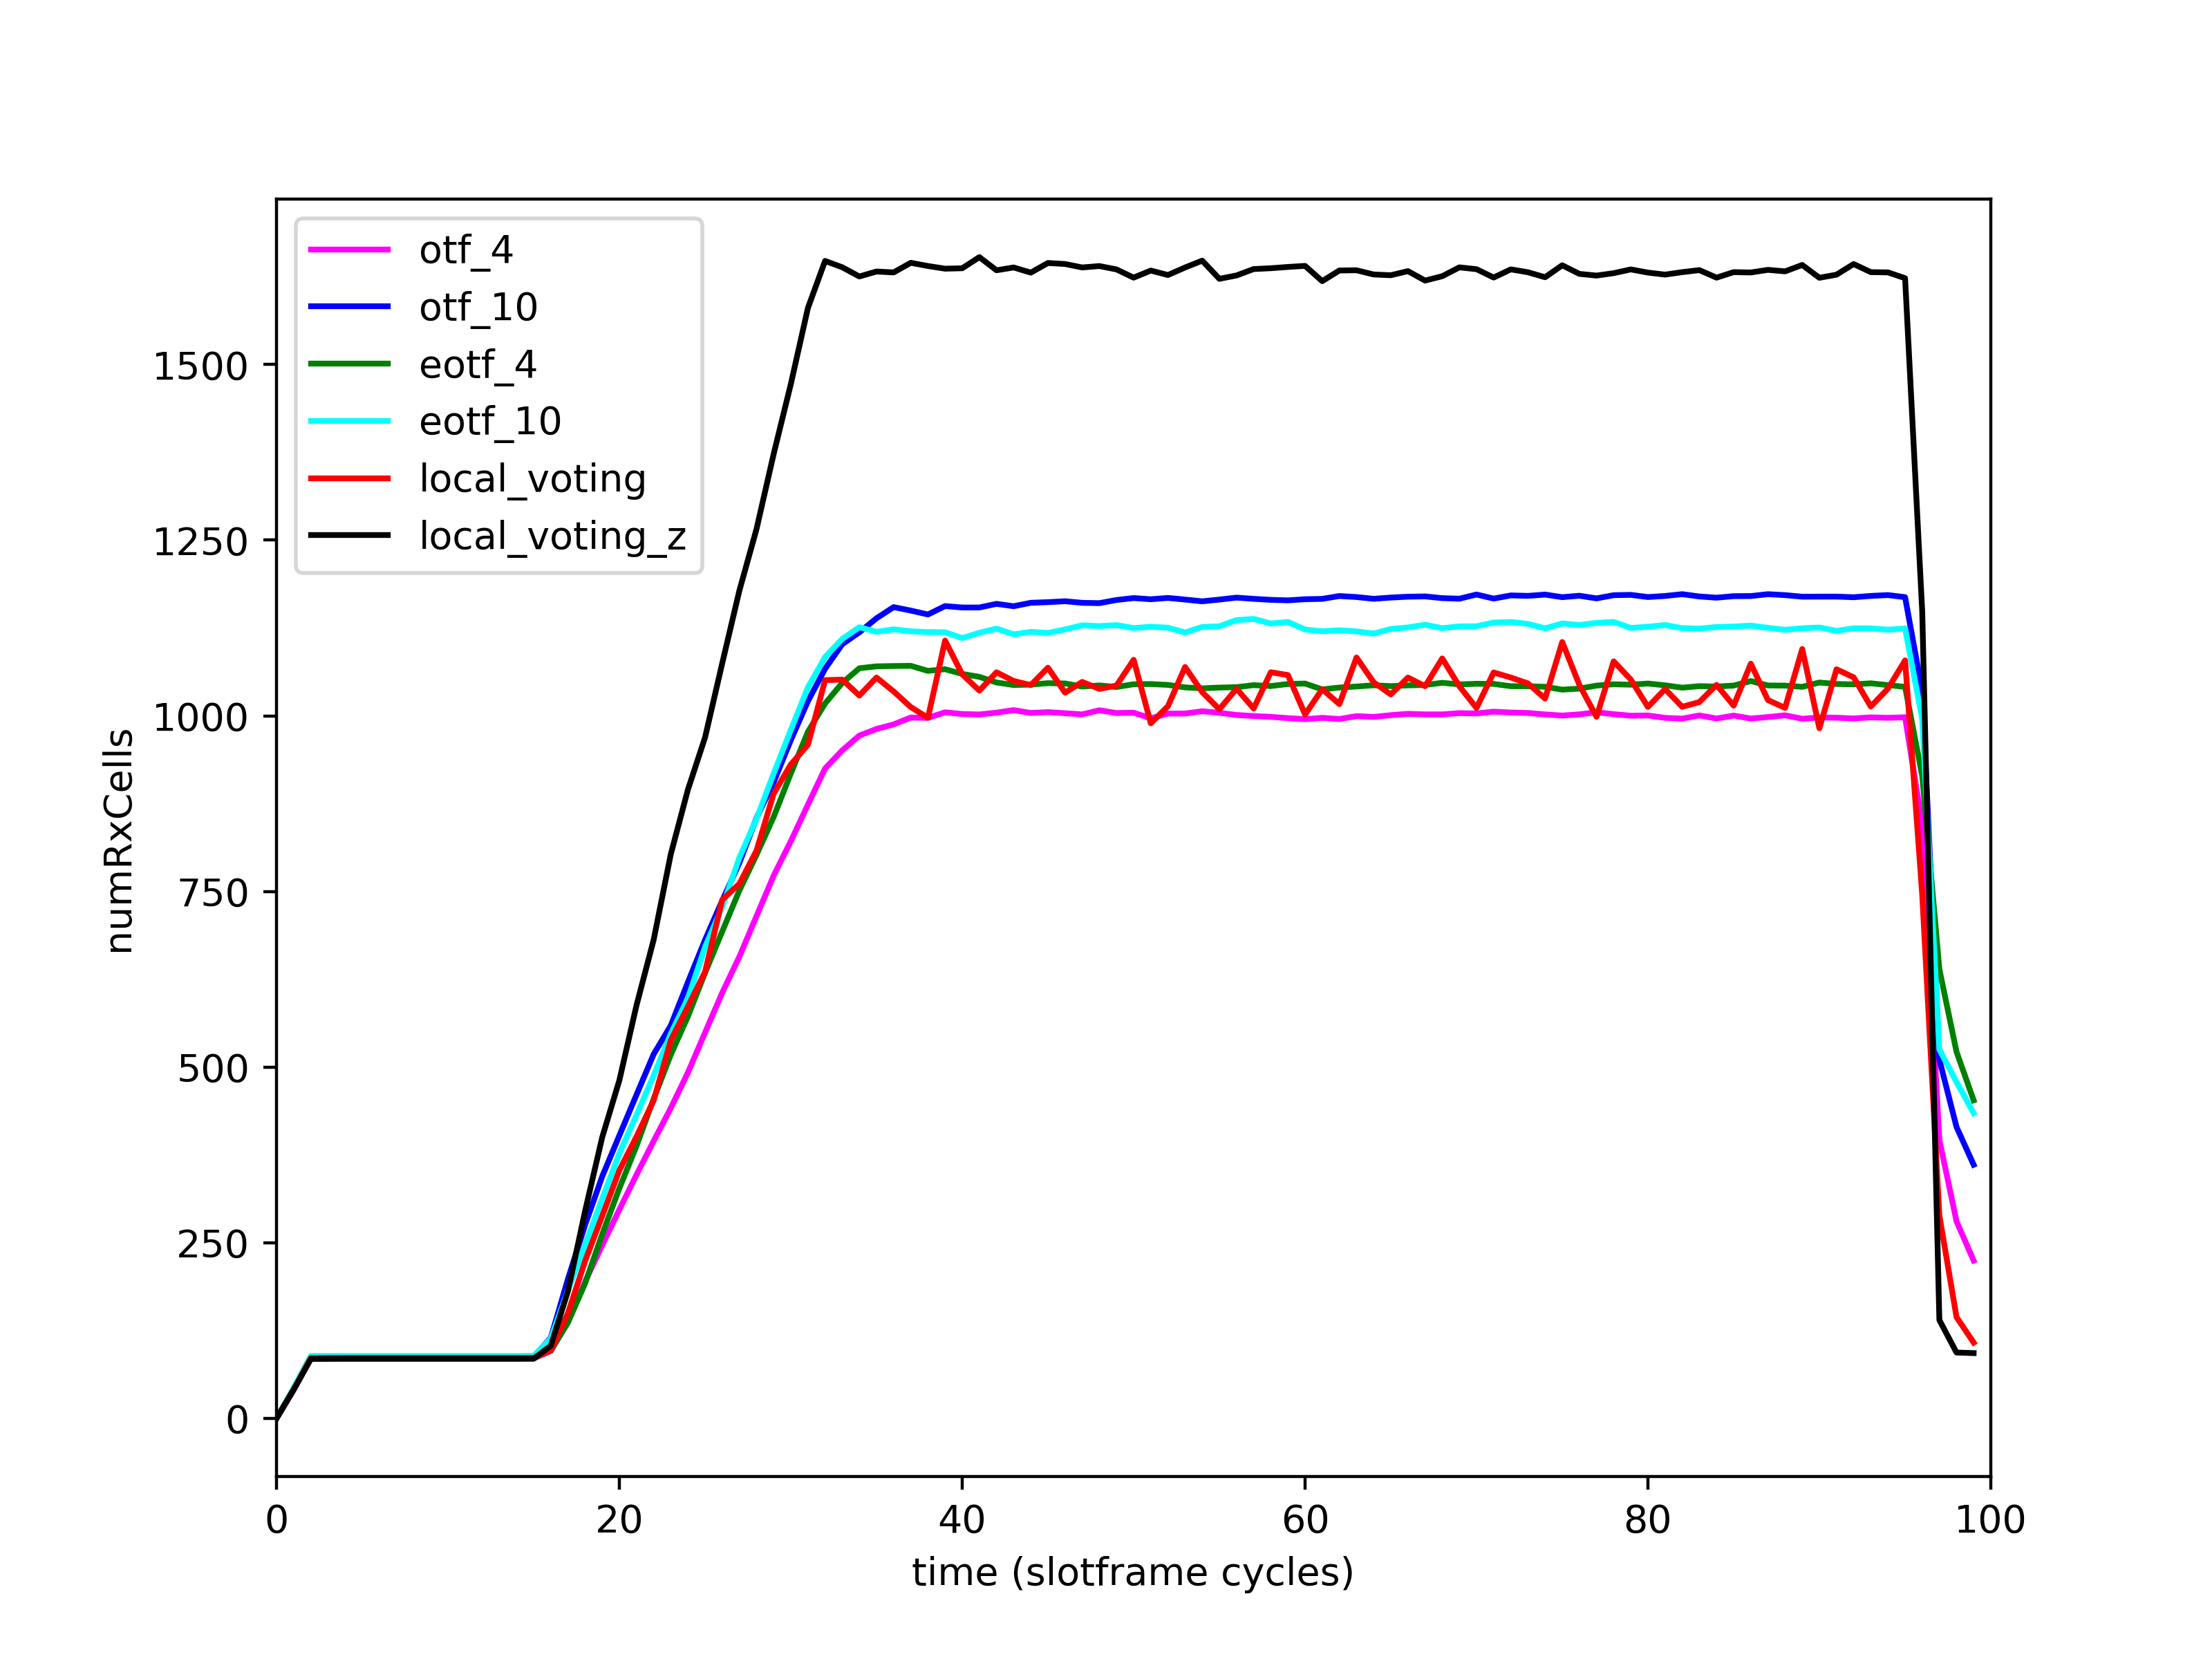 otf_4
otf_10
eotf_4
eotf_10
local_voting
local_voting_z
1500
1250
1000
750
500
250
0
numRxCells
0 20 40 60 80 100
time (slotframe cycles)